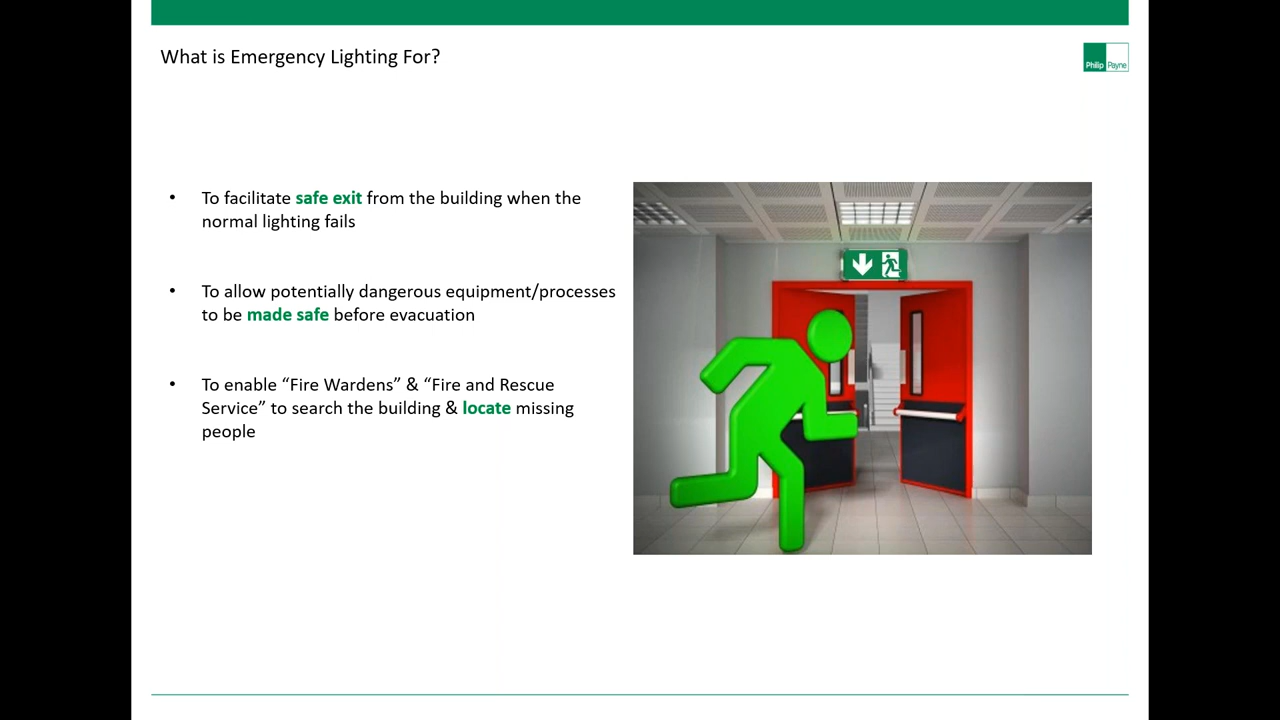 What is Emergency Lighting For?
Philip Payne
• To facilitate safe exit from the building when the
normal lighting fails
• To allow potentially dangerous equipment/processes
to be made safe before evacuation
• To enable “Fire Wardens” & “Fire and Rescue
Service” to search the building & locate missing
people